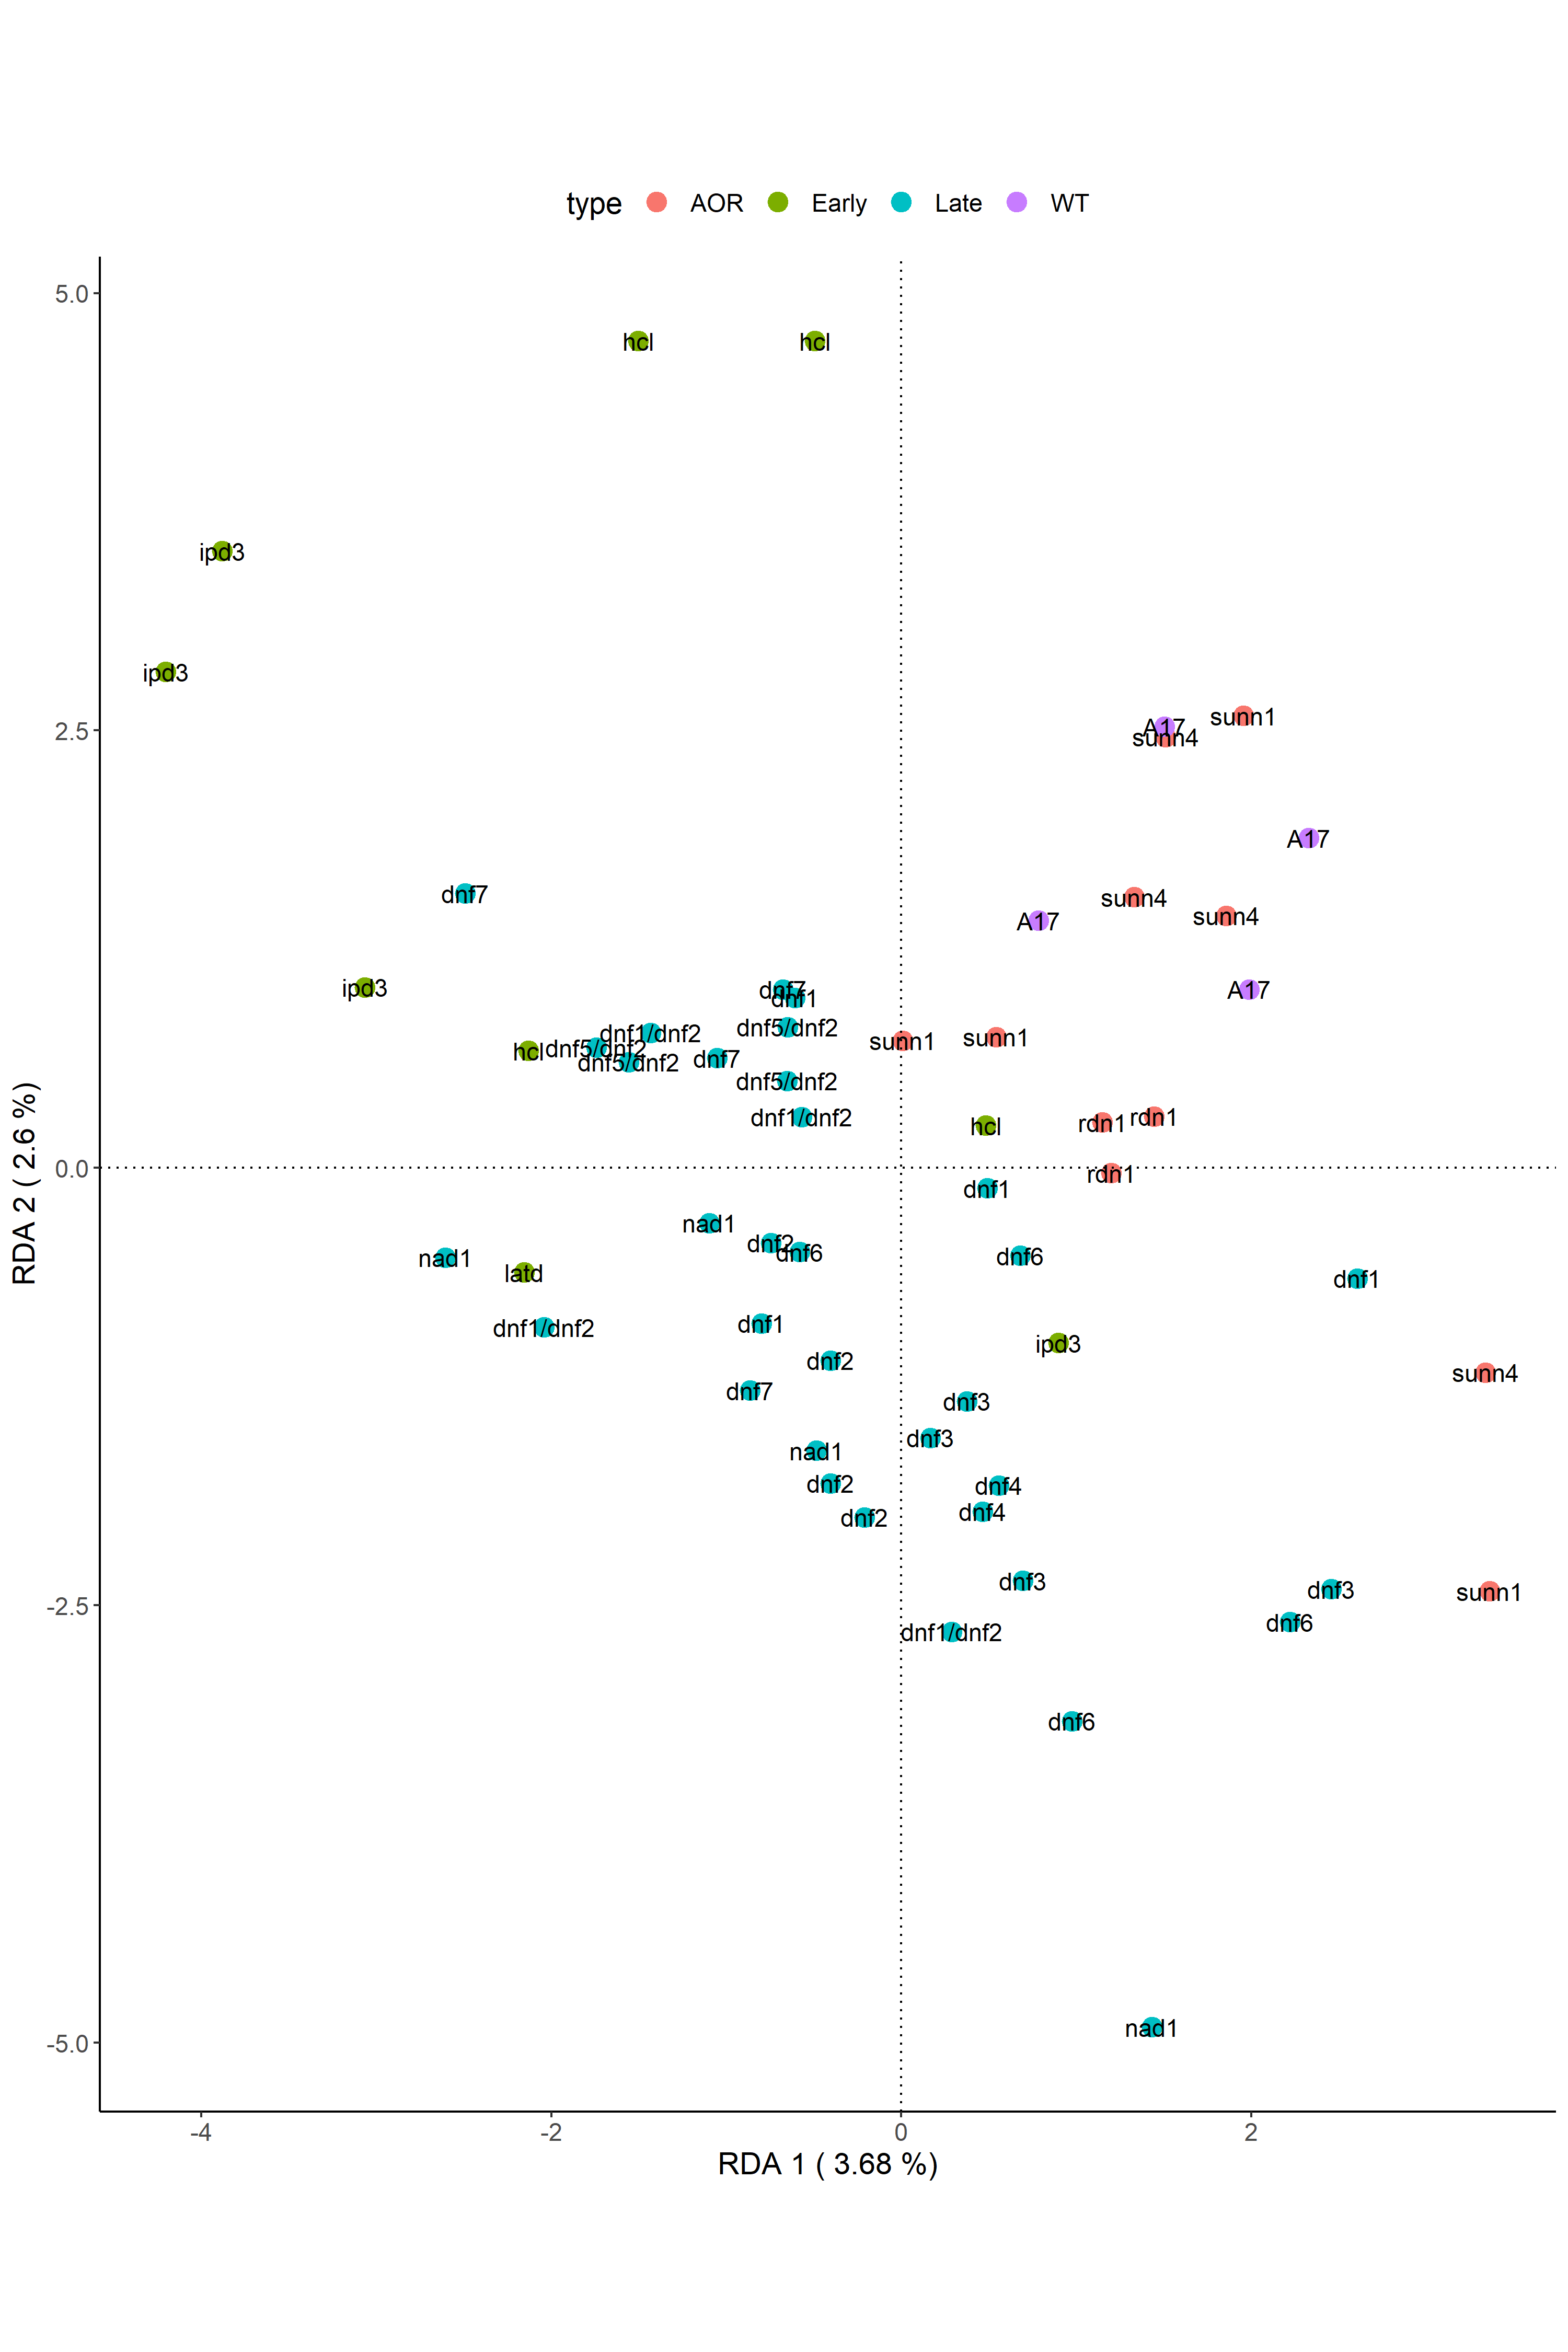 type AOR Early Late WT
5.0
hcl hcl
ipd3
ipd3
2.5
sunn1
A17
sunn4
A17
dnf7
sunn4
sunn4
A17
ipd3
dnf7
A17
dnf1
dnf5/dnf2
dnf1/dnf2
sunn1
sunn1
hcl
dnf5/dnf2
dnf5/dnf2
dnf7
dnf5/dnf2
dnf1/dnf2
hcl
rdn1
rdn1
0.0
rdn1
dnf1
nad1
dnf2
dnf6
nad1
dnf6
latd
dnf1
dnf1/dnf2
dnf1
ipd3
dnf2
sunn4
dnf7
dnf3
dnf3
nad1
dnf2
dnf4
dnf4
dnf2
dnf3
dnf3
sunn1
-2.5
dnf6
dnf1/dnf2
dnf6
nad1
-5.0
-4 -2 0 2
RDA 1 ( 3.68 %)
RDA 2 ( 2.6 %)